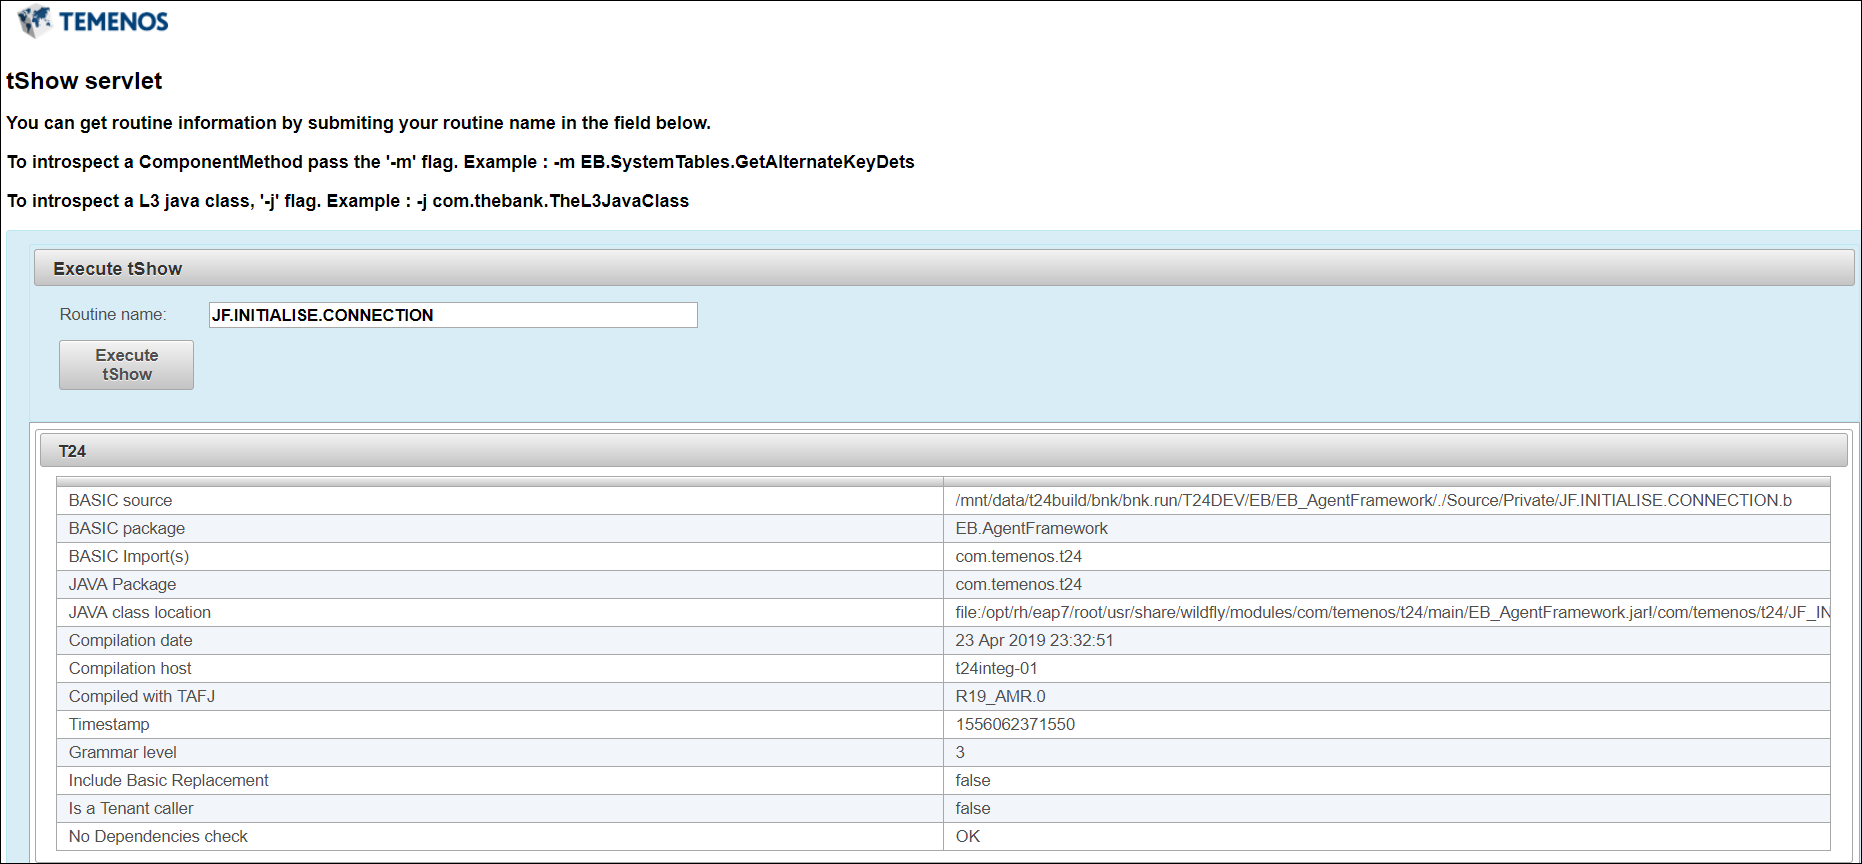 TEMENOS
tShow servlet
You can get routine information by submiting your routine name in the field below.
To introspect a ComponentMethod pass the '-m' flag. Example : -m EB.SystemTables.GetAlternateKeyDets
To introspect a L3 java class, '-j' flag. Example : -j com.thebank.TheL3JavaClass
Execute tShow
Routine name: JF.INITIALISE.CONNECTION
Execute
tShow
T24
BASIC source /mnt/data/t24build/bnk/bnk.run/T24DEV/EB/EB_AgentFramework/./Source/Private/JF.INITIALISE.CONNECTION.b
BASIC package EB.AgentFramework
BASIC Import(s) com.temenos.t24
JAVA Package com.temenos.t24
JAVA class location file:/opt/rh/eap7/root/usr/share/wildfly/modules/com/temenos/t24/main/EB_AgentFramework.jar!/com/temenos/t24/JF_IN
Compilation date 23 Apr 2019 23:32:51
Compilation host t24integ-01
Compiled with TAFJ R19_AMR.0
Timestamp 1556062371550
Grammar level 3
Include Basic Replacement false
Is a Tenant caller false
No Dependencies check OK